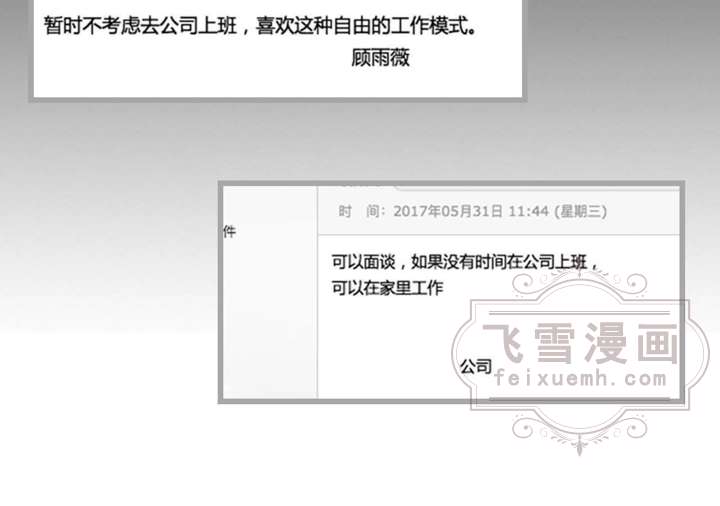 暂时不考虑去公司上班，喜欢这种自由的工作模式。
顾雨薇
时 间：2017年05月31日 11:44 (星期三)
件
可以面谈，如果没有时间在公司上班，
可以在家里工作
公司
飞雪漫画
feixuemh.com